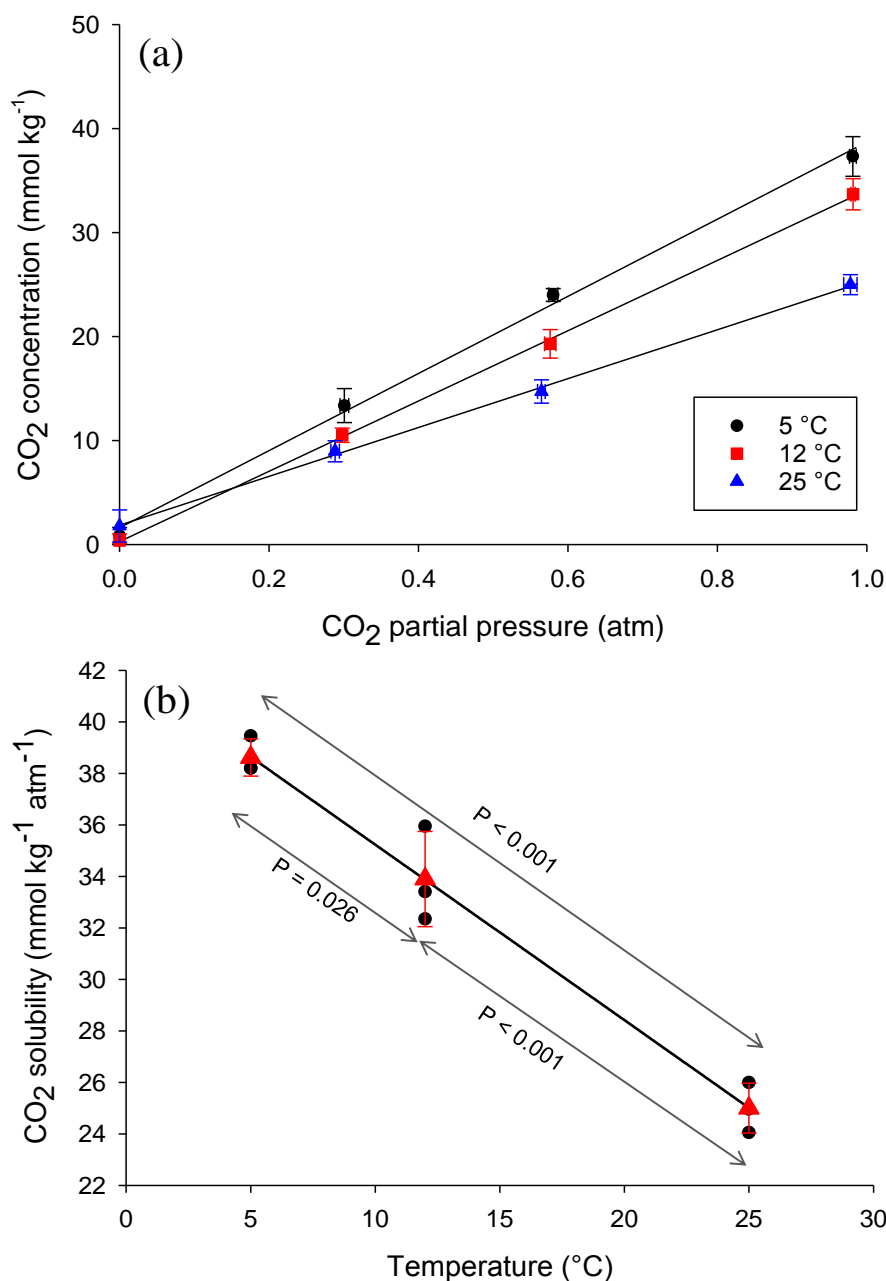 (a)
CO2 concentration (mmol kg-1)
50
40
30
20
10
0
5 °C
12 °C
25 °C
0.0 0.2 0.4 0.6 0.8 1.0
CO2 partial pressure (atm)
(b)
CO2 solubility (mmol kg-1 atm-1)
42
40
38
36
34
32
30
28
26
24
22
P < 0.001
P = 0.026
P < 0.001
0 5 10 15 20 25 30
Temperature (°C)